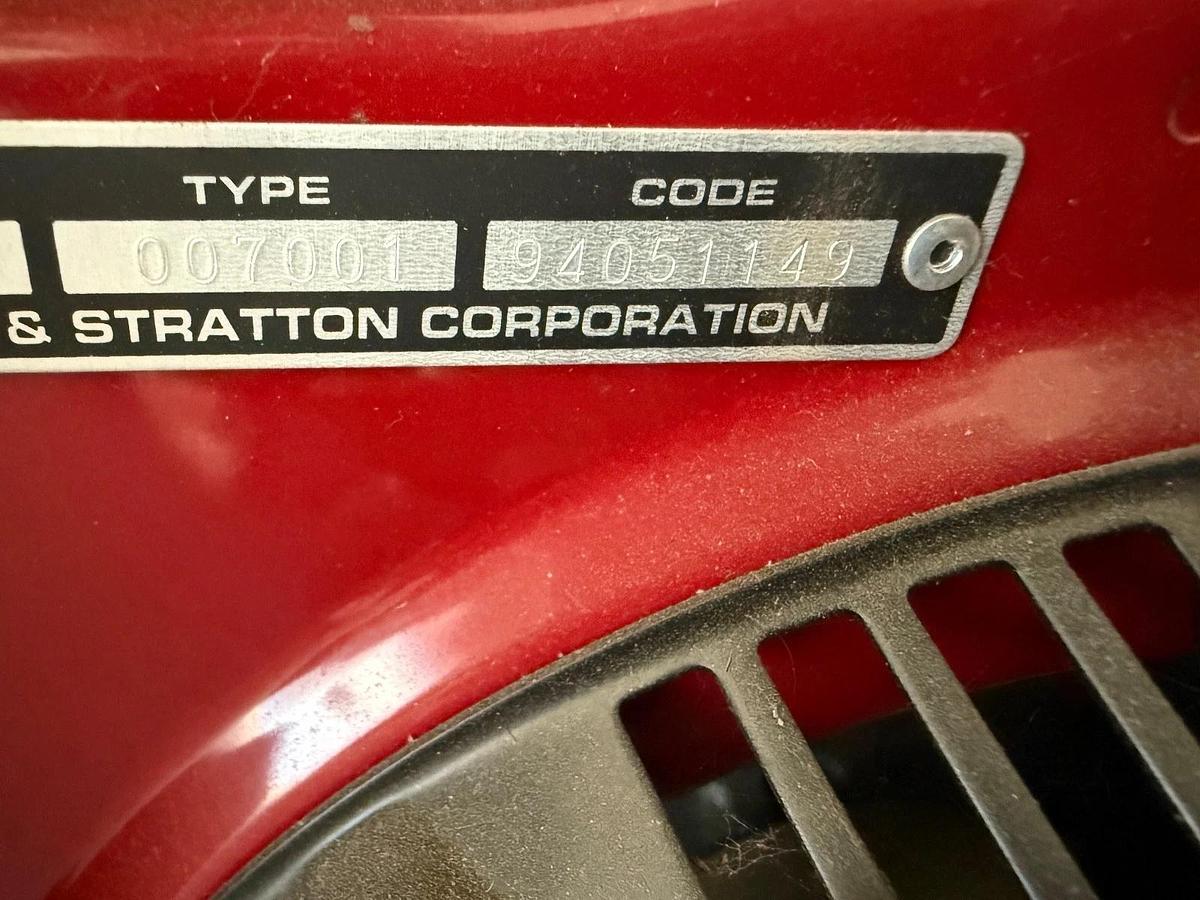 TYPE CODE
007001 94051149
& STRATTON CORPORATION